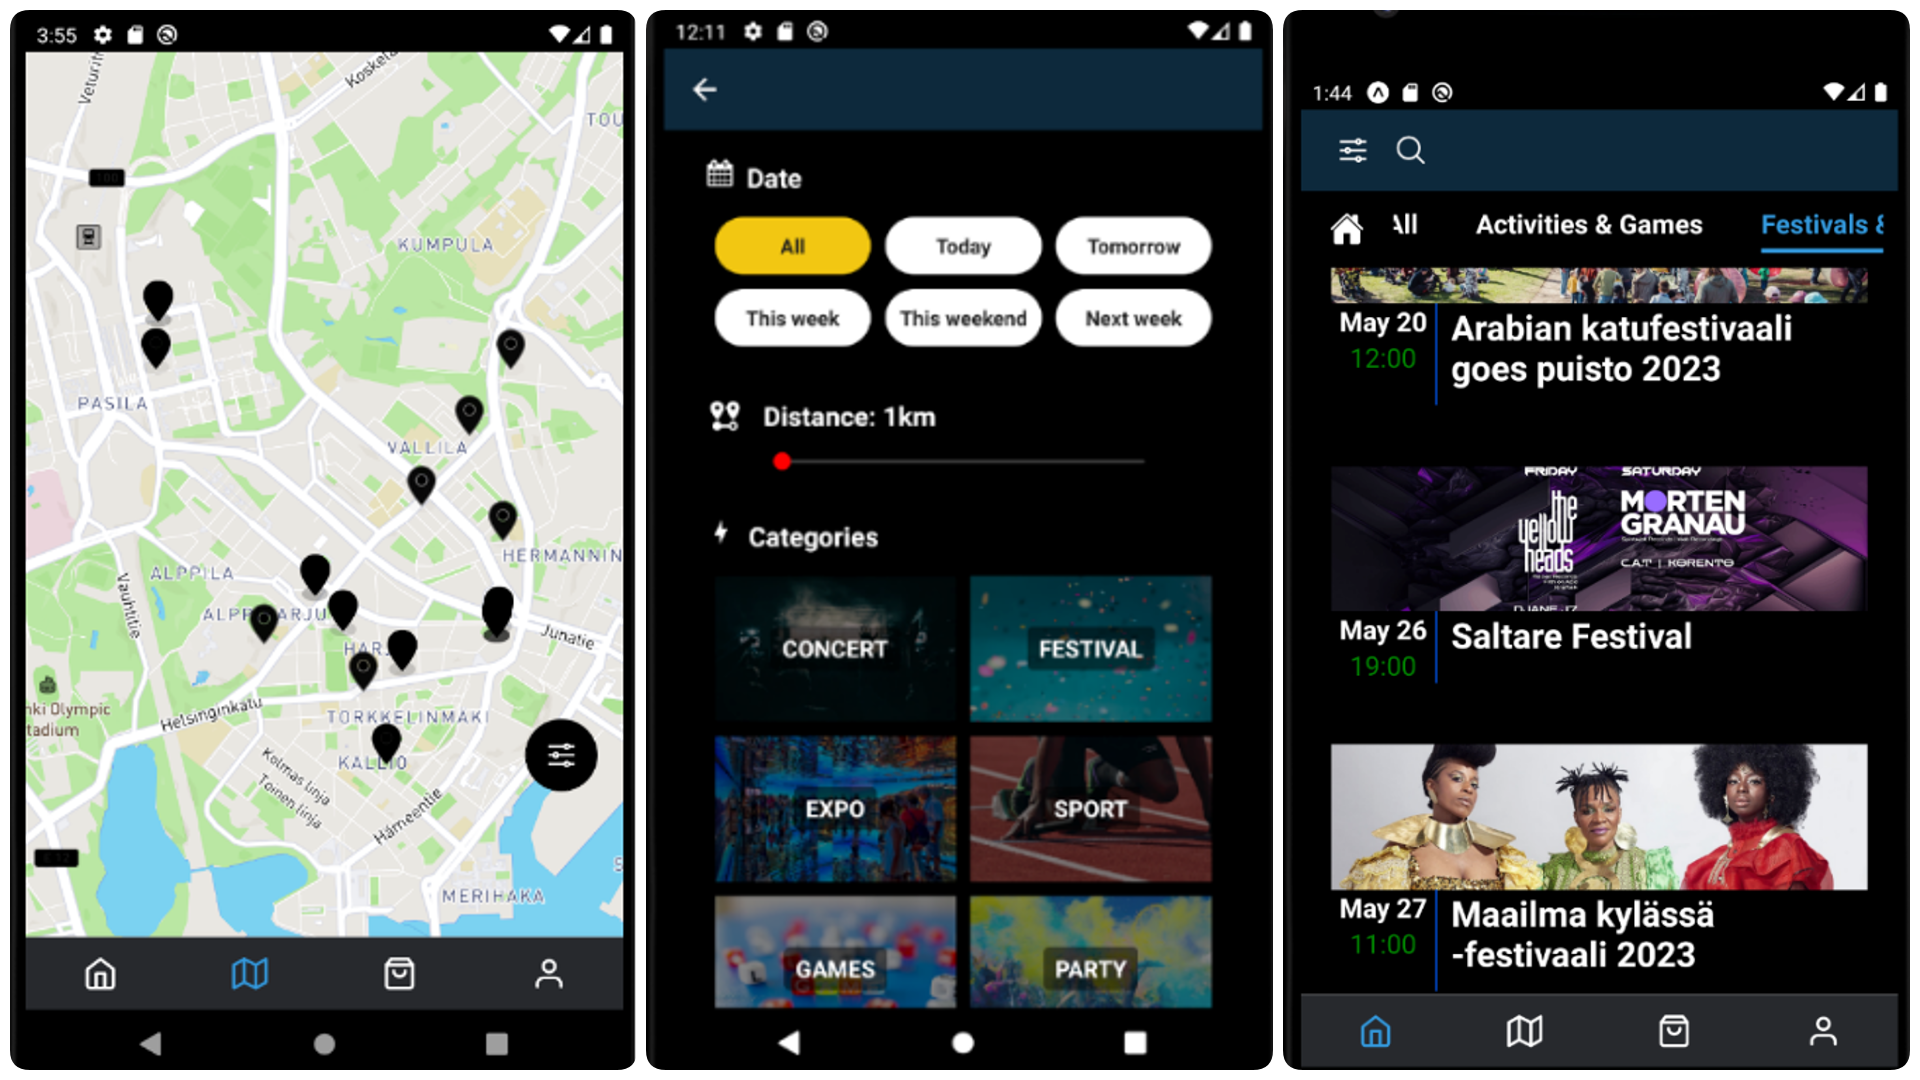 3:55
Koskela
Veturit
TOU
KUMPULA
PASILA
VALLILA
HERMANNIN
ALPPILA
Vauhtitie
HARJ
Junatie
nki Olympic
tadium
Helsinginkatu
TORKKELINMÄKI
KALLIO
Kolmas linja
Toinen linja
Hämeentie
MERIHAKA
S
12:11
Date
All
Today
Tomorrow
This week
This weekend
Next week
Distance: 1km
Categories
CONCERT
FESTIVAL
EXPO
SPORT
GAMES
PARTY
1:44
All
Activities & Games
Festivals &
May 20
12:00
Arabian katufestivaali
goes puisto 2023
FRIDAY
SATURDAY
the
yellow
heads
MORTEN
GRANAU
C.A.T | KORENTO
May 26
19:00
Saltare Festival
May 27
11:00
Maailma kylässä
-festivaali 2023